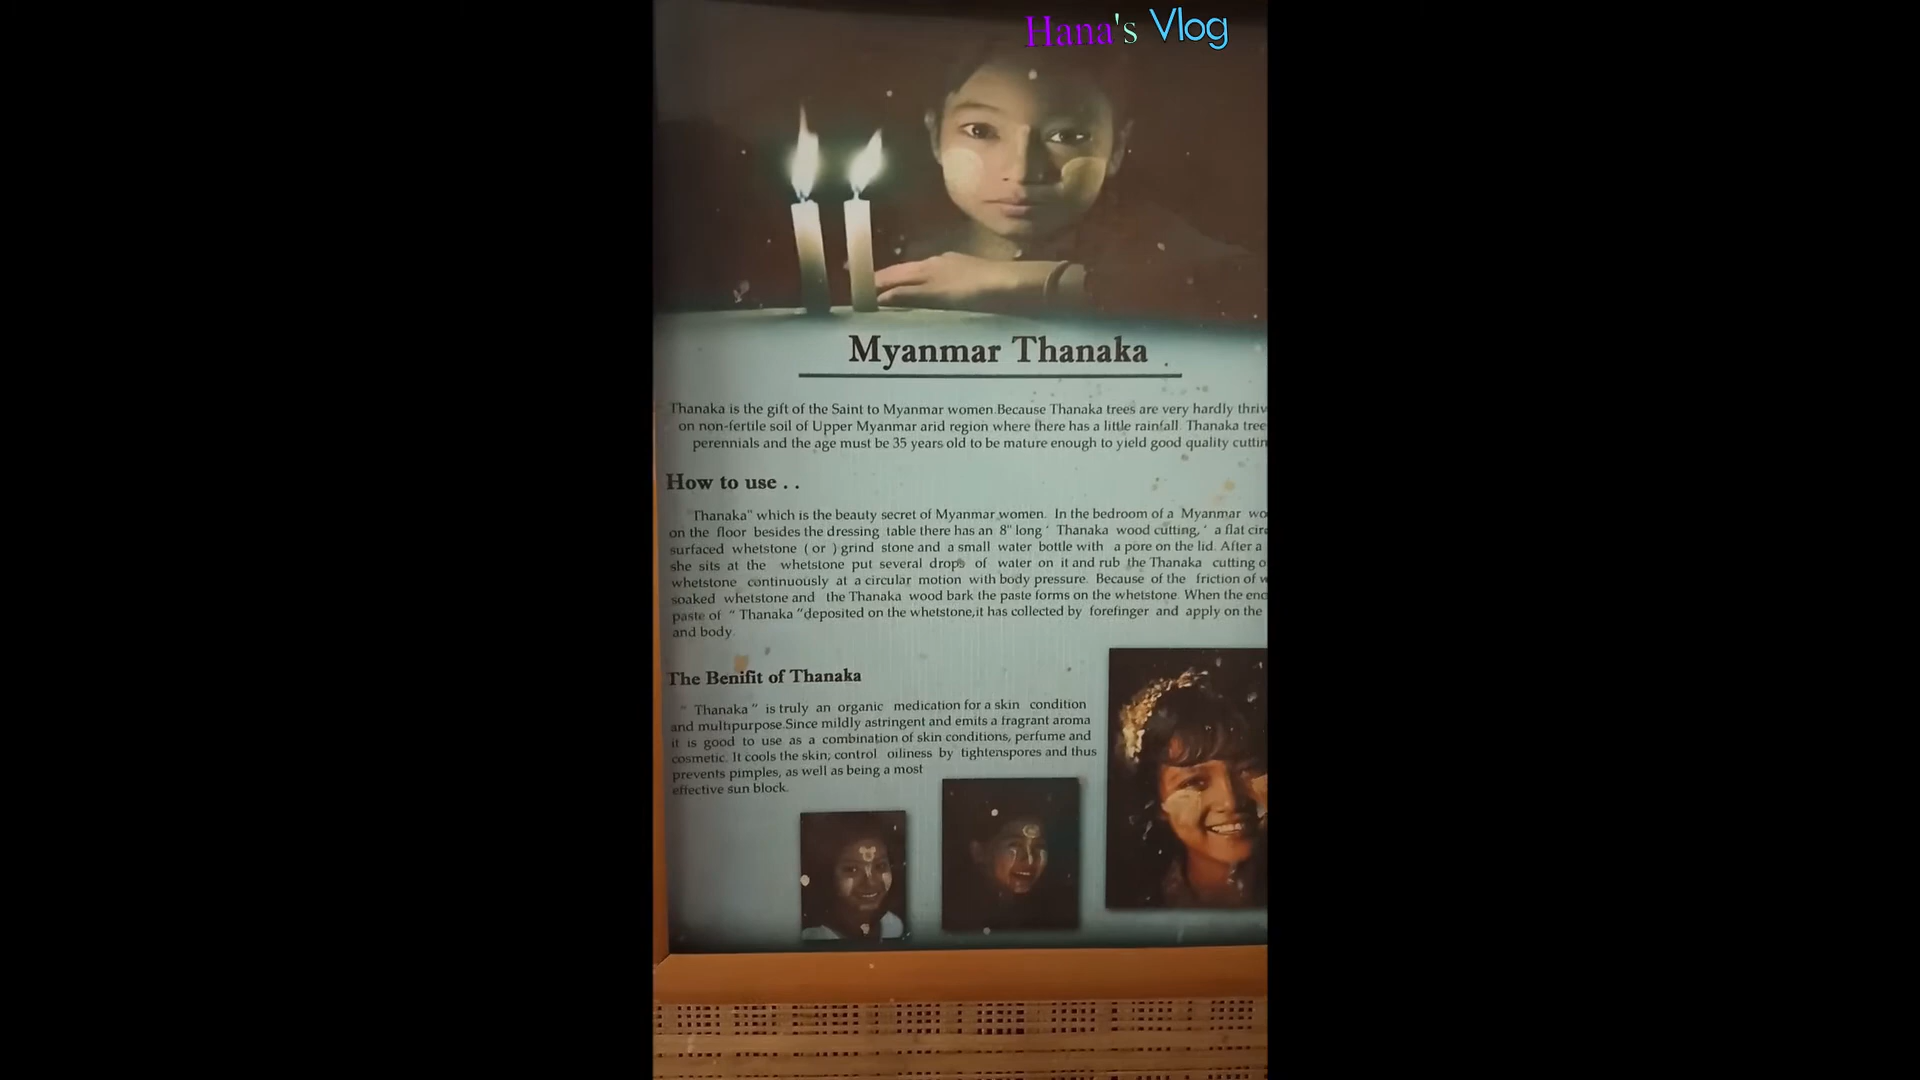 Hana's Vlog
Myanmar Thanaka
Thanaka is the gift of the Saint to Myanmar women.Because Thanaka trees are very hardly
on non-fertile soil of Upper Myanmar arid region where there has a little rainfall. Thanaka
perennials and the age must be 35 years old to be mature enough to yield good quality
How to use . .
"Thanaka" which is the beauty secret of Myanmar women. In the bedroom of a Myanmar
on the floor besides the dressing table there has an 8" long ' Thanaka wood cutting, ' a flat
surfaced whetstone ( or ) grind stone and a small water bottle with a pore on the lid. After a
she sits at the whetstone put several drops of water on it and rub the Thanaka cutting
whetstone continuously at a circular motion with body pressure. Because of the friction of
soaked whetstone and the Thanaka wood bark the paste forms on the whetstone. When the
paste of " Thanaka "deposited on the whetstone,it has collected by forefinger and apply on the
and body.
The Benifit of Thanaka
" Thanaka " is truly an organic medication for a skin condition
and multipurpose.Since mildly astringent and emits a fragrant aroma
it is good to use as a combination of skin conditions, perfume and
cosmetic. It cools the skin, control oiliness by tightenspores and thus
prevents pimples, as well as being a most
effective sun block.